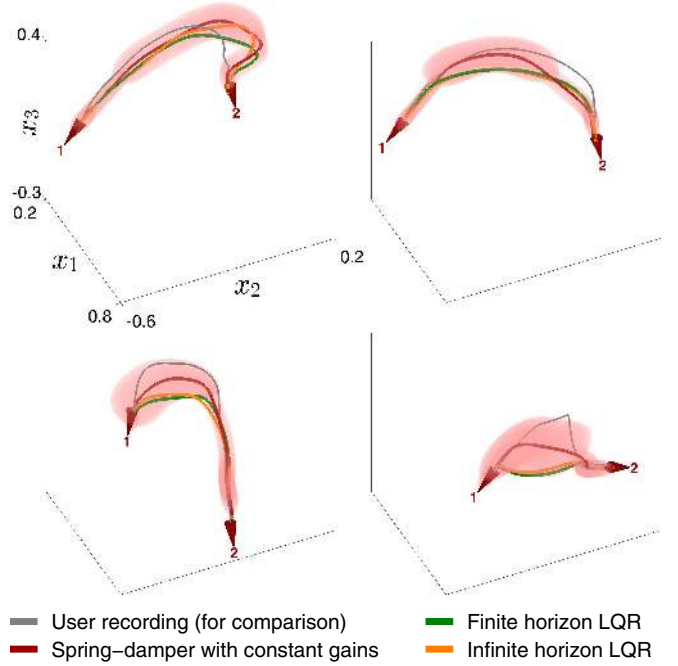 0.4
x3
-0.3
0.2
x1
0.8
-0.6
x2
0.2
1
2
1
2
1
2
1
2
User recording (for comparison)
Spring−damper with constant gains
Finite horizon LQR
Infinite horizon LQR